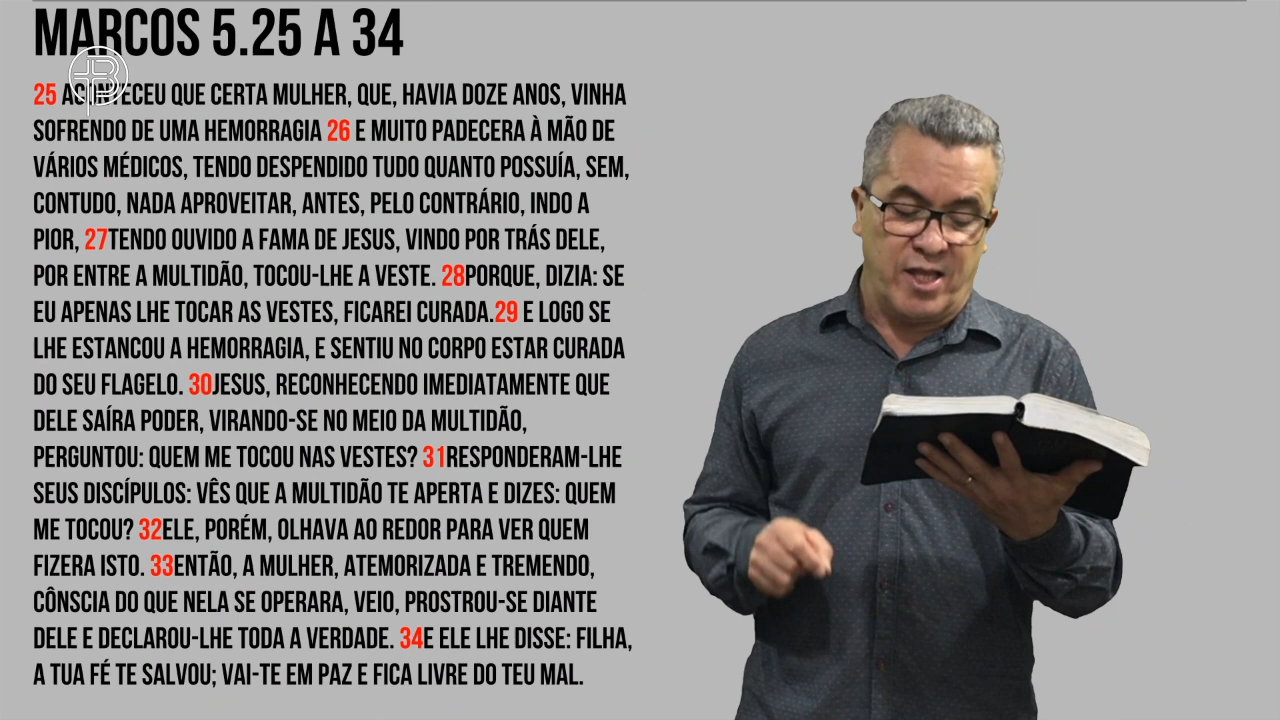 MARCOS 5.25 A 34
25 ACONTECEU QUE CERTA MULHER, QUE, HAVIA DOZE ANOS, VINHA
SOFRENDO DE UMA HEMORRAGIA 26 E MUITO PADECERA À MÃO DE
VÁRIOS MÉDICOS, TENDO DESPENDIDO TUDO QUANTO POSSUÍA, SEM,
CONTUDO, NADA APROVEITAR, ANTES, PELO CONTRÁRIO, INDO A
PIOR, 27TENDO OUVIDO A FAMA DE JESUS, VINDO POR TRÁS DELE,
POR ENTRE A MULTIDÃO, TOCOU-LHE A VESTE. 28PORQUE, DIZIA: SE
EU APENAS LHE TOCAR AS VESTES, FICAREI CURADA.29 E LOGO SE
LHE ESTANCOU A HEMORRAGIA, E SENTIU NO CORPO ESTAR CURADA
DO SEU FLAGELO. 30JESUS, RECONHECENDO IMEDIATAMENTE QUE
DELE SAÍRA PODER, VIRANDO-SE NO MEIO DA MULTIDÃO,
PERGUNTOU: QUEM ME TOCOU NAS VESTES? 31RESPONDERAM-LHE
SEUS DISCÍPULOS: VÊS QUE A MULTIDÃO TE APERTA E DIZES: QUEM
ME TOCOU? 32ELE, PORÉM, OLHAVA AO REDOR PARA VER QUEM
FIZERA ISTO. 33ENTÃO, A MULHER, ATEMORIZADA E TREMENDO,
CÔNSCIA DO QUE NELA SE OPERARA, VEIO, PROSTROU-SE DIANTE
DELE E DECLAROU-LHE TODA A VERDADE. 34E ELE LHE DISSE: FILHA,
A TUA FÉ TE SALVOU; VAI-TE EM PAZ E FICA LIVRE DO TEU MAL.